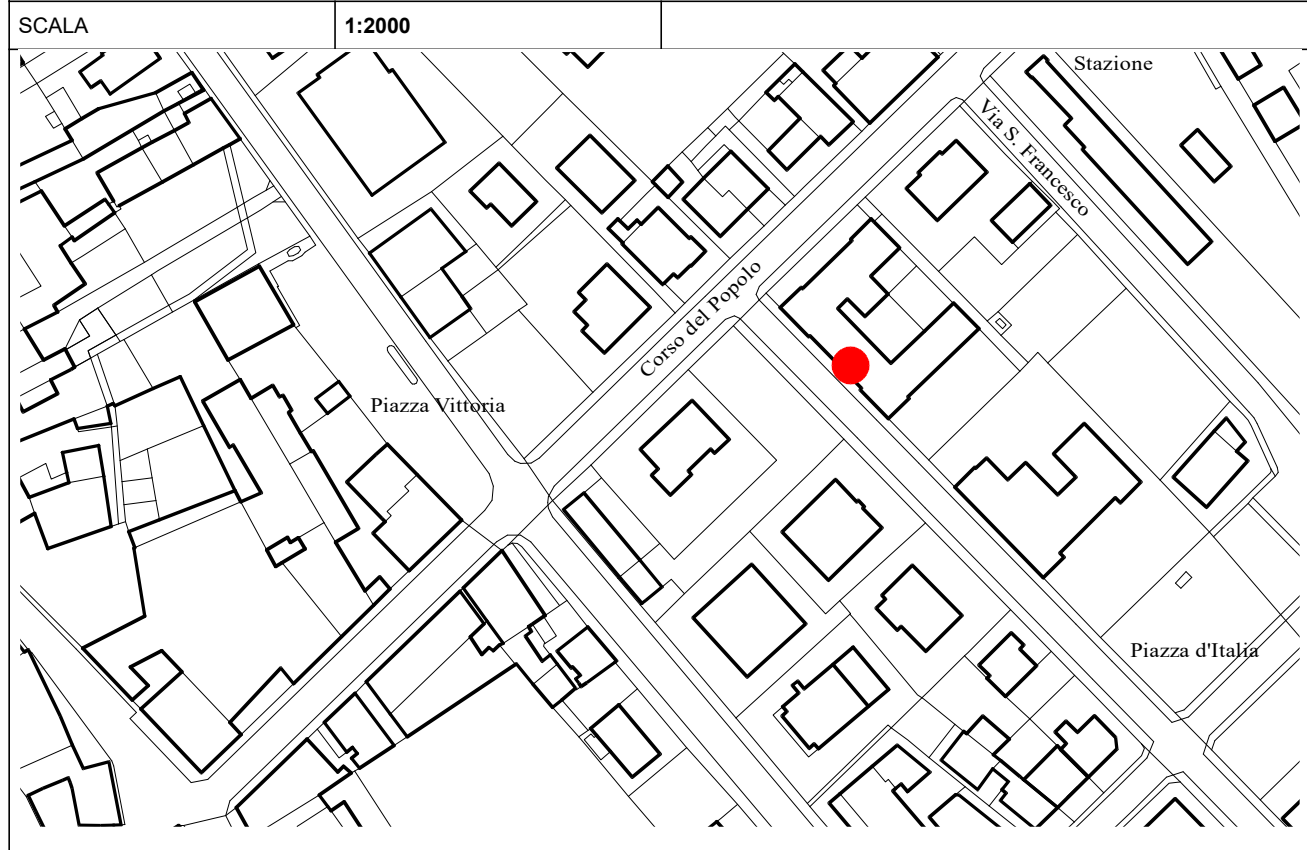 SCALA
1:2000
Stazione
Via S. Francesco
Corso del Popolo
Piazza Vittoria
Piazza d'Italia